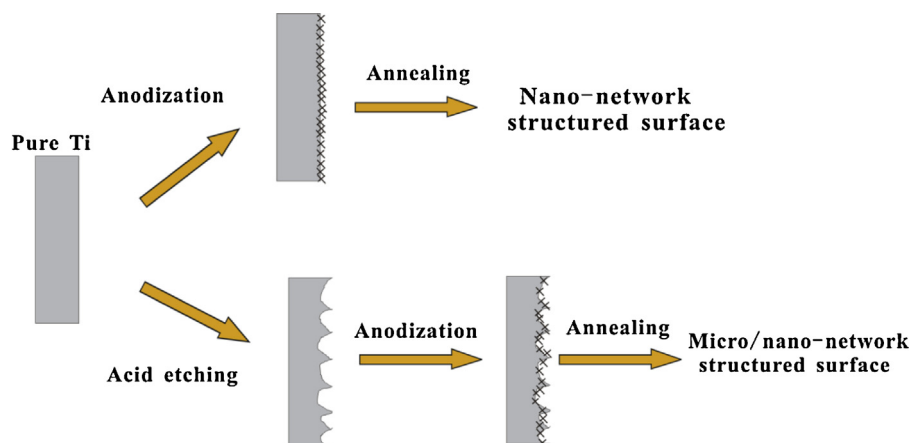 Pure Ti
Anodization
Annealing
Nano-network
structured surface
Acid etching
Anodization
Annealing
Micro/nano-network
structured surface